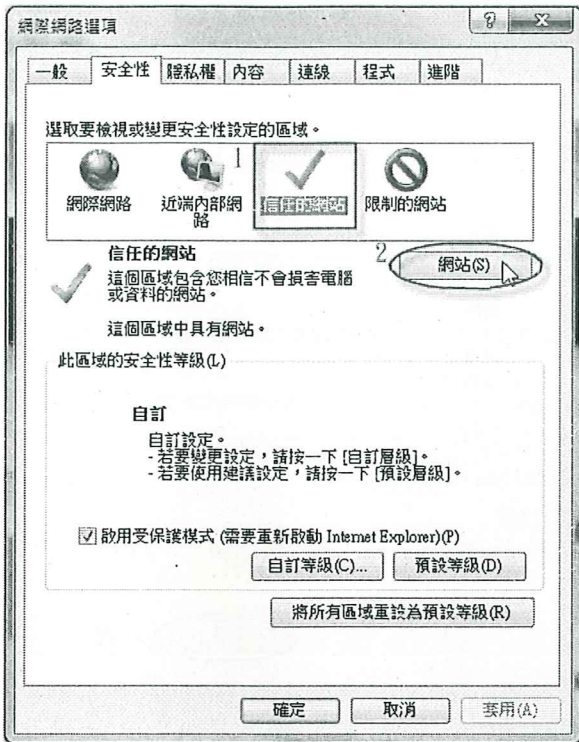 網際網路選項
?
X
一般 安全性 隱私權 內容 連線 程式 進階
選取要檢視或變更安全性設定的區域。
1
網際網路 近端內部網路 信任的網站 限制的網站
信任的網站
2
網站(S)
這個區域包含您相信不會損害電腦
或資料的網站。
這個區域中具有網站。
此區域的安全性等級(L)
自訂
自訂設定。
- 若要變更設定，請按一下 [自訂層級]。
- 若要使用建議設定，請按一下 [預設層級]。
啟用受保護模式 (需要重新啟動 Internet Explorer)(P)
自訂等級(C)... 預設等級(D)
將所有區域重設為預設等級(R)
確定 取消 套用(A)